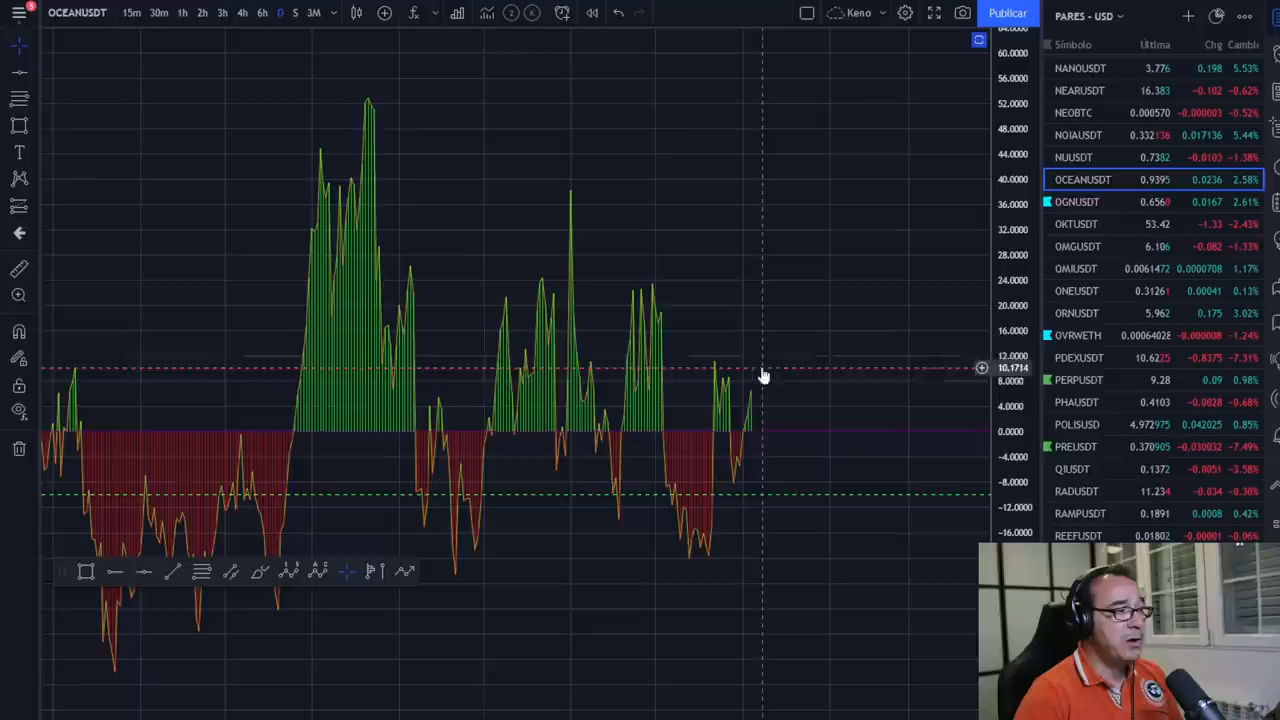 3
OCEANUSDT 15m 30m 1h 2h 3h 4h 6h D S 3M 2 K Keno Publicar
PARES - USD
Símbolo Última Chg Cambio
NANOUSDT 3.776 0.198 5.53%
NEARUSDT 16.383 −0.102 −0.62%
NEOBTC 0.000570 −0.000003 −0.52%
NOIAUSDT 0.332136 0.017136 5.44%
NUUSDT 0.7382 −0.0103 −1.38%
OCEANUSDT 0.9395 0.0236 2.58%
OGNUSDT 0.6560 0.0167 2.61%
OKTUSDT 53.42 −1.33 −2.43%
OMGUSDT 6.106 −0.082 −1.33%
OMIUSDT 0.0061472 0.0000708 1.17%
ONEUSDT 0.31261 0.00041 0.13%
ORNUSDT 5.962 0.175 3.02%
OVRWETH 0.00064028 −0.000008 −1.24%
PDEXUSDT 10.6225 −0.8375 −7.31%
PERPUSDT 9.28 0.09 0.98%
PHAUSDT 0.4103 −0.0028 −0.68%
POLISUSD 4.972975 0.042025 0.85%
PREUSDT 0.370905 −0.030032 −7.49%
QIUSDT 0.1372 −0.0051 −3.58%
RADUSDT 11.234 −0.034 −0.30%
RAMPUSDT 0.1891 0.0008 0.42%
REEFUSDT 0.01802 −0.00001 −0.06%
64.0000
60.0000
56.0000
52.0000
48.0000
44.0000
40.0000
36.0000
32.0000
28.0000
24.0000
20.0000
16.0000
12.0000
10.1714
8.0000
4.0000
0.0000
−4.0000
−8.0000
−12.0000
−16.0000